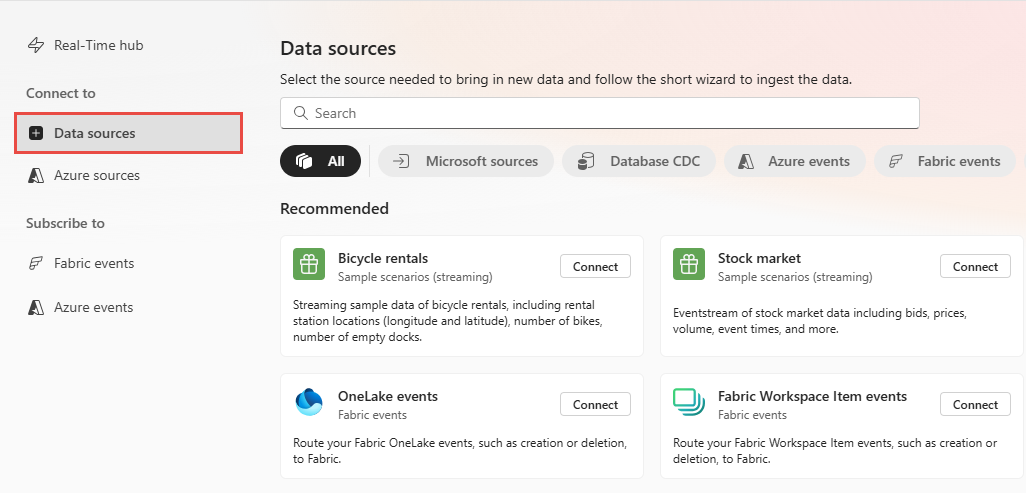 Real-Time hub
Connect to
Data sources
Azure sources
Subscribe to
Fabric events
Azure events
Data sources
Select the source needed to bring in new data and follow the short wizard to ingest the data.
Search
All
Microsoft sources
Database CDC
Azure events
Fabric events
Recommended
Bicycle rentals
Sample scenarios (streaming)
Connect
Streaming sample data of bicycle rentals, including rental
station locations (longitude and latitude), number of bikes,
number of empty docks.
Stock market
Sample scenarios (streaming)
Connect
Eventstream of stock market data including bids, prices,
volume, event times, and more.
OneLake events
Fabric events
Connect
Route your Fabric OneLake events, such as creation or deletion,
to Fabric.
Fabric Workspace Item events
Fabric events
Connect
Route your Fabric Workspace Item events, such as creation or
deletion, to Fabric.